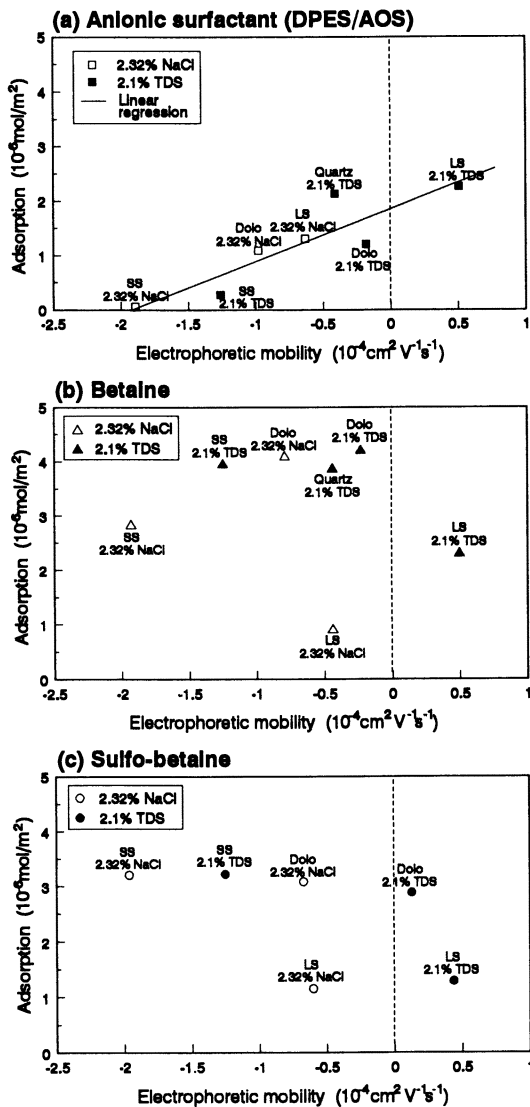 (a) Anionic surfactant (DPES/AOS)
5
4
3
2
1
0
Adsorption (10⁻⁶mol/m²)
□ 2.32% NaCl
■ 2.1% TDS
Linear
regression
Quartz
2.1% TDS
LS
2.1% TDS
LS
2.32% NaCl
Dolo
2.32% NaCl
Dolo
2.1% TDS
SS
2.32% NaCl
SS
2.1% TDS
-2.5 -2 -1.5 -1 -0.5 0 0.5 1
Electrophoretic mobility (10⁻⁴cm² V⁻¹s⁻¹)
(b) Betaine
5
4
3
2
1
0
Adsorption (10⁻⁶mol/m²)
△ 2.32% NaCl
▲ 2.1% TDS
SS
2.1% TDS
Dolo
2.32% NaCl
Dolo
2.1% TDS
Quartz
2.1% TDS
SS
2.32% NaCl
LS
2.1% TDS
LS
2.32% NaCl
-2.5 -2 -1.5 -1 -0.5 0 0.5 1
Electrophoretic mobility (10⁻⁴cm² V⁻¹s⁻¹)
(c) Sulfo-betaine
5
4
3
2
1
0
Adsorption (10⁻⁶mol/m²)
○ 2.32% NaCl
● 2.1% TDS
SS
2.32% NaCl
SS
2.1% TDS
Dolo
2.32% NaCl
Dolo
2.1% TDS
LS
2.32% NaCl
LS
2.1% TDS
-2.5 -2 -1.5 -1 -0.5 0 0.5 1
Electrophoretic mobility (10⁻⁴cm² V⁻¹s⁻¹)